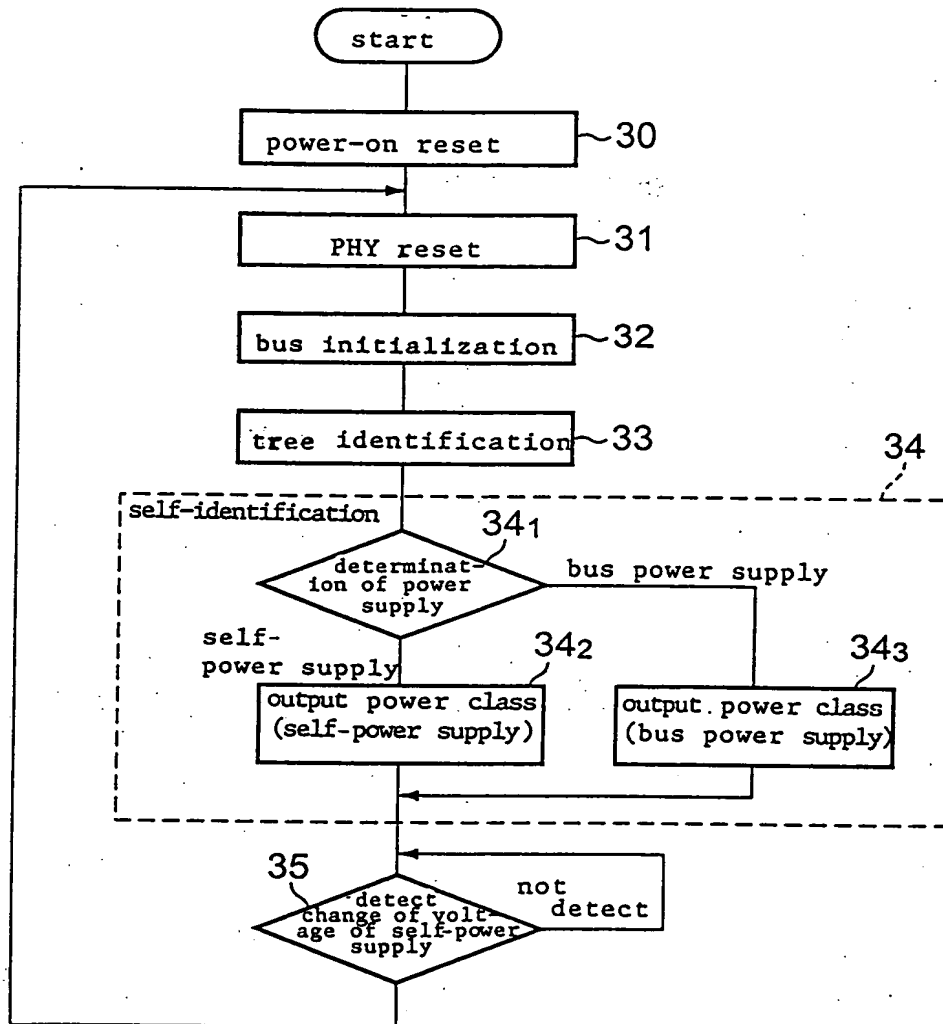 start
power-on reset
30
PHY reset
31
bus initialization
32
tree identification
33
34
self-identification
34₁
determinat-
ion of power
supply
bus power supply
self-
power supply
34₂
output power class
(self-power supply)
34₃
output power class
(bus power supply)
35
detect
change of volt-
age of self-power
supply
not
detect